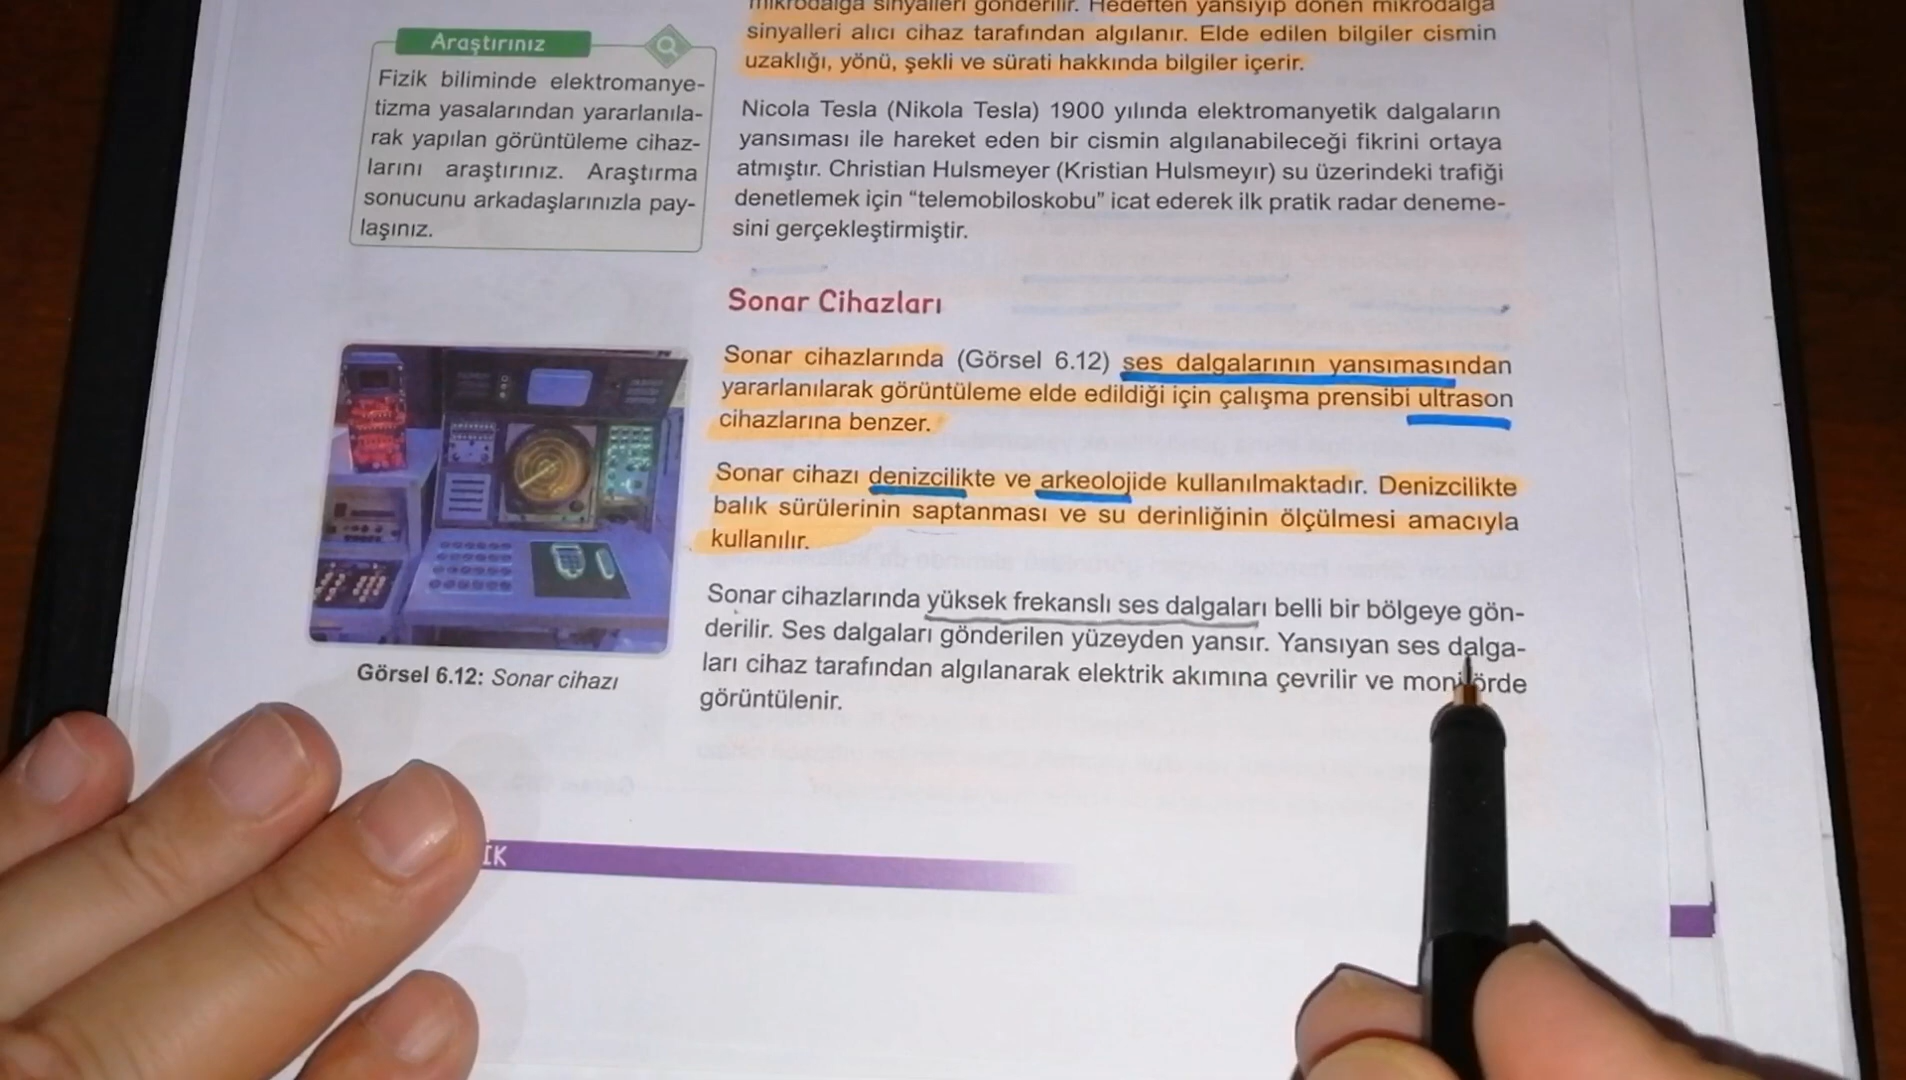 Araştırınız
Fizik biliminde elektromanye-
tizma yasalarından yararlanıla-
rak yapılan görüntüleme cihaz-
larını araştırınız. Araştırma
sonucunu arkadaşlarınızla pay-
laşınız.
mikrodalga sinyalleri gönderilir. Hedeften yansıyıp dönen mikrodalga
sinyalleri alıcı cihaz tarafından algılanır. Elde edilen bilgiler cismin
uzaklığı, yönü, şekli ve sürati hakkında bilgiler içerir.
Nicola Tesla (Nikola Tesla) 1900 yılında elektromanyetik dalgaların
yansıması ile hareket eden bir cismin algılanabileceği fikrini ortaya
atmıştır. Christian Hulsmeyer (Kristian Hulsmeyır) su üzerindeki trafiği
denetlemek için “telemobiloskobu” icat ederek ilk pratik radar deneme-
sini gerçekleştirmiştir.
Sonar Cihazları
Sonar cihazlarında (Görsel 6.12) ses dalgalarının yansımasından
yararlanılarak görüntüleme elde edildiği için çalışma prensibi ultrason
cihazlarına benzer.
Sonar cihazı denizcilikte ve arkeolojide kullanılmaktadır. Denizcilikte
balık sürülerinin saptanması ve su derinliğinin ölçülmesi amacıyla
kullanılır.
Sonar cihazlarında yüksek frekanslı ses dalgaları belli bir bölgeye gön-
derilir. Ses dalgaları gönderilen yüzeyden yansır. Yansıyan ses dalga-
ları cihaz tarafından algılanarak elektrik akımına çevrilir ve monitörde
görüntülenir.
Görsel 6.12: Sonar cihazı
İK